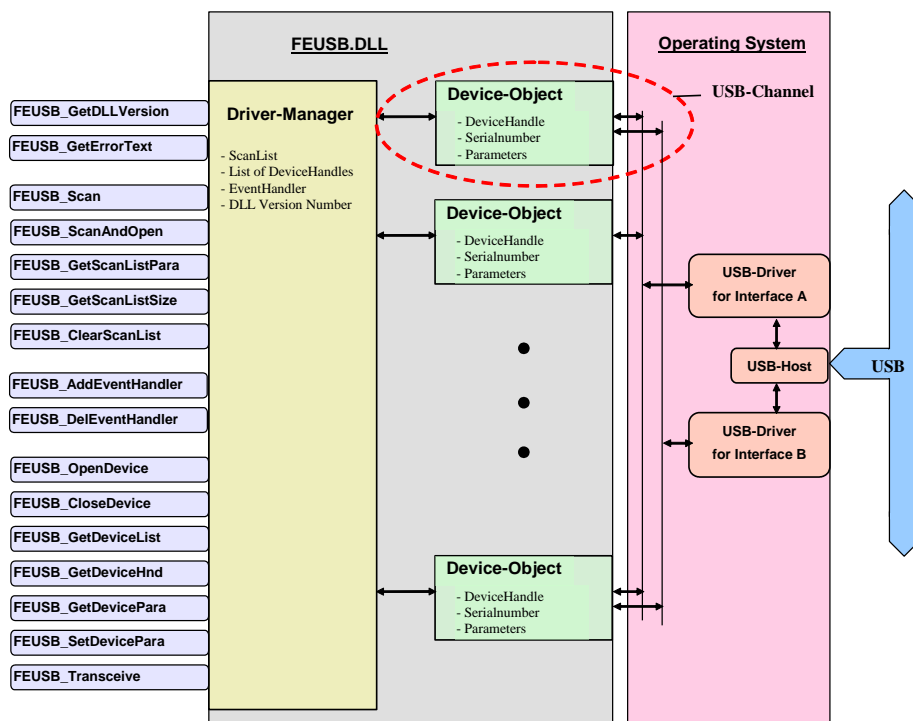 FEUSB.DLL
Operating System
FEUSB_GetDLLVersion
FEUSB_GetErrorText
FEUSB_Scan
FEUSB_ScanAndOpen
FEUSB_GetScanListPara
FEUSB_GetScanListSize
FEUSB_ClearScanList
FEUSB_AddEventHandler
FEUSB_DelEventHandler
FEUSB_OpenDevice
FEUSB_CloseDevice
FEUSB_GetDeviceList
FEUSB_GetDeviceHnd
FEUSB_GetDevicePara
FEUSB_SetDevicePara
FEUSB_Transceive
Driver-Manager
- ScanList
- List of DeviceHandles
- EventHandler
- DLL Version Number
Device-Object
- DeviceHandle
- Serialnumber
- Parameters
Device-Object
- DeviceHandle
- Serialnumber
- Parameters
Device-Object
- DeviceHandle
- Serialnumber
- Parameters
USB-Channel
USB-Driver
for Interface A
USB-Host
USB-Driver
for Interface B
USB